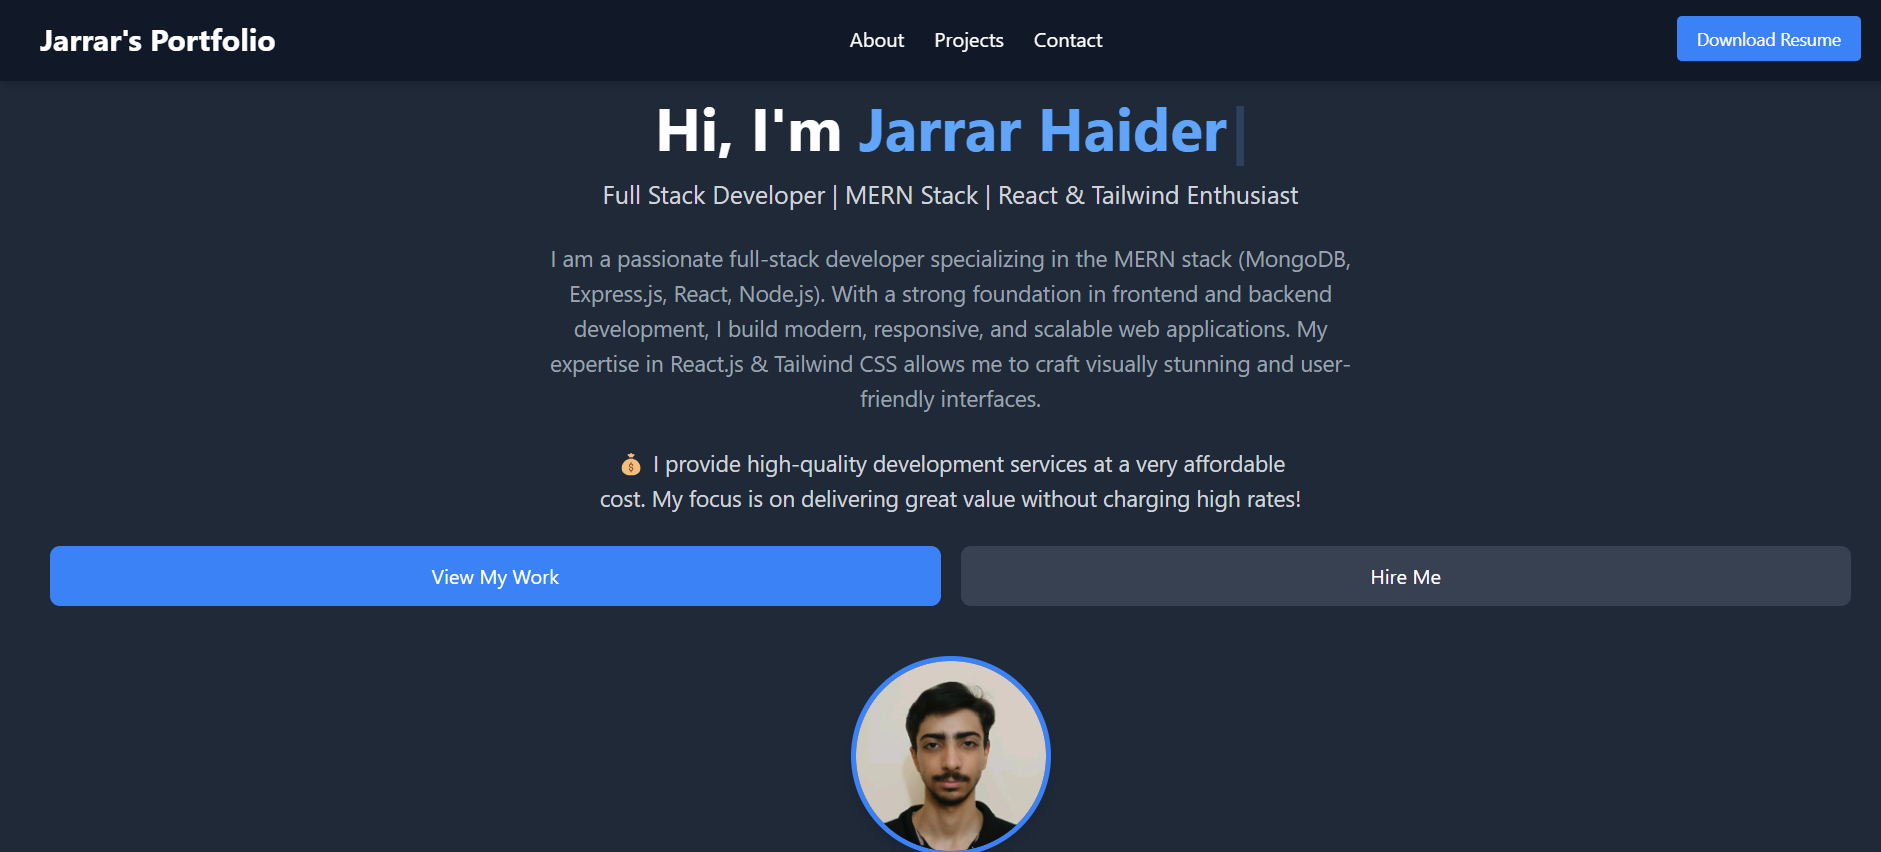 Jarrar's Portfolio
About Projects Contact
Download Resume
Hi, I'm Jarrar Haider|
Full Stack Developer | MERN Stack | React & Tailwind Enthusiast
I am a passionate full-stack developer specializing in the MERN stack (MongoDB,
Express.js, React, Node.js). With a strong foundation in frontend and backend
development, I build modern, responsive, and scalable web applications. My
expertise in React.js & Tailwind CSS allows me to craft visually stunning and user-
friendly interfaces.
💰 I provide high-quality development services at a very affordable
cost. My focus is on delivering great value without charging high rates!
View My Work
Hire Me